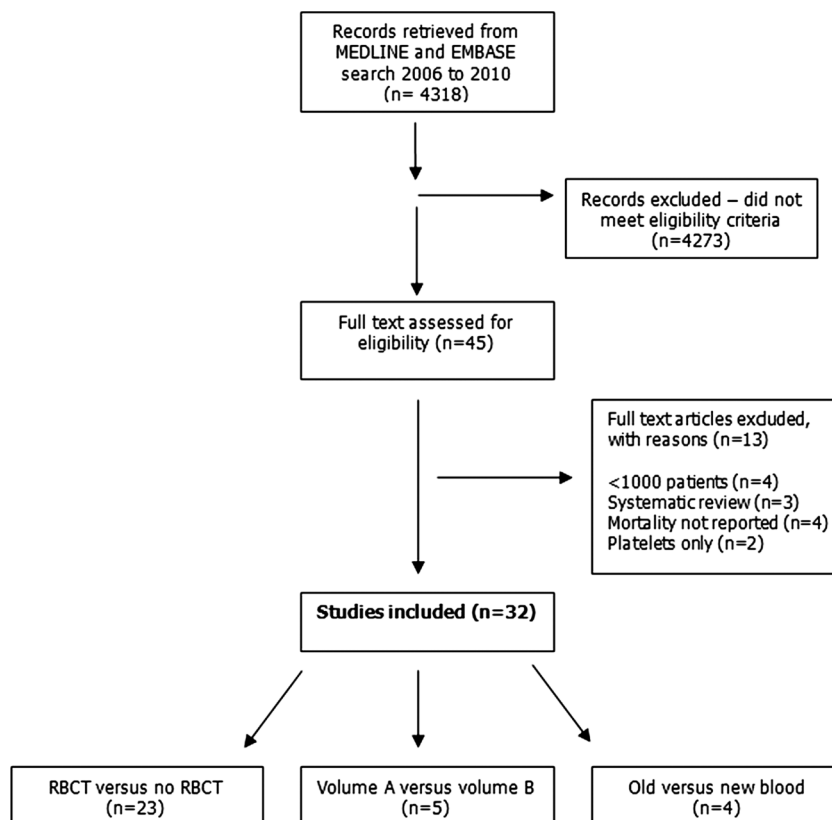 Records retrieved from
MEDLINE and EMBASE
search 2006 to 2010
(n= 4318)
Records excluded – did not
meet eligibility criteria
(n=4273)
Full text assessed for
eligibility (n=45)
Full text articles excluded,
with reasons (n=13)
<1000 patients (n=4)
Systematic review (n=3)
Mortality not reported (n=4)
Platelets only (n=2)
Studies included (n=32)
RBCT versus no RBCT
(n=23)
Volume A versus volume B
(n=5)
Old versus new blood
(n=4)